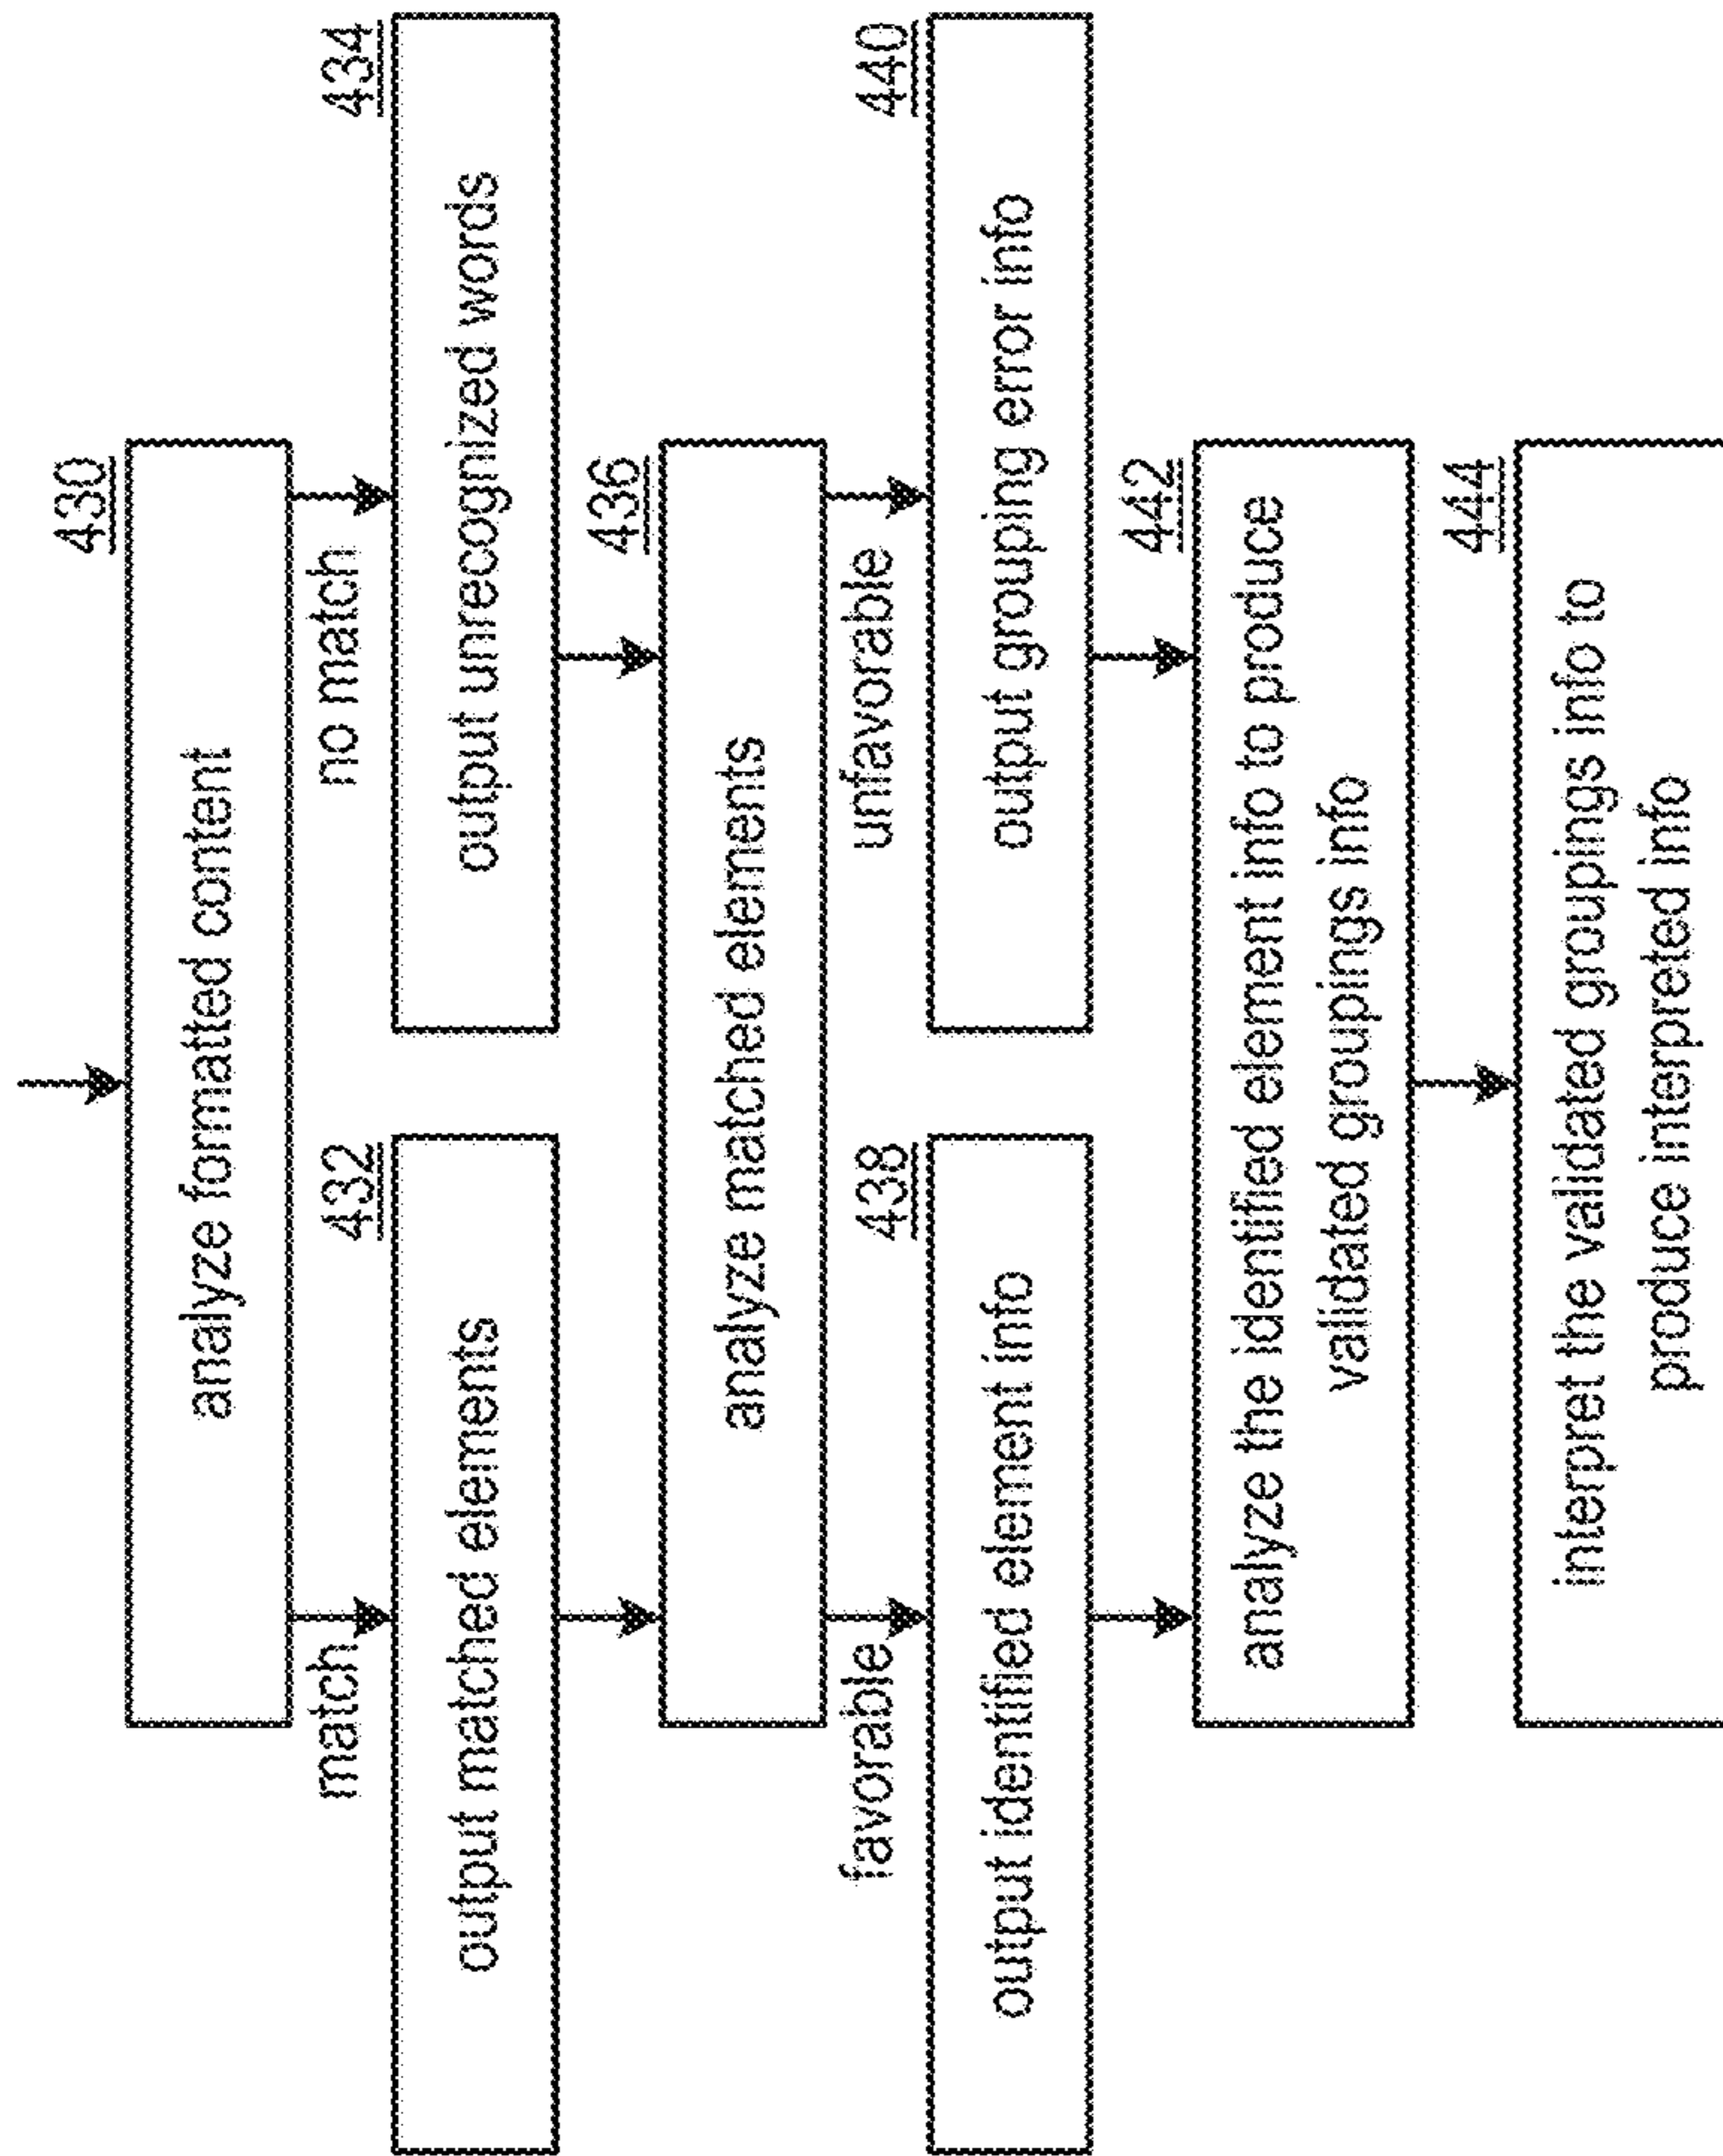 430
analyze formatted content
match
no match
432
434
output matched elements
output unrecognized words
436
analyze matched elements
favorable
unfavorable
438
440
output identified element info
output grouping error info
442
analyze the identified element info to produce
validated groupings info
444
interpret the validated groupings info to
produce interpreted info